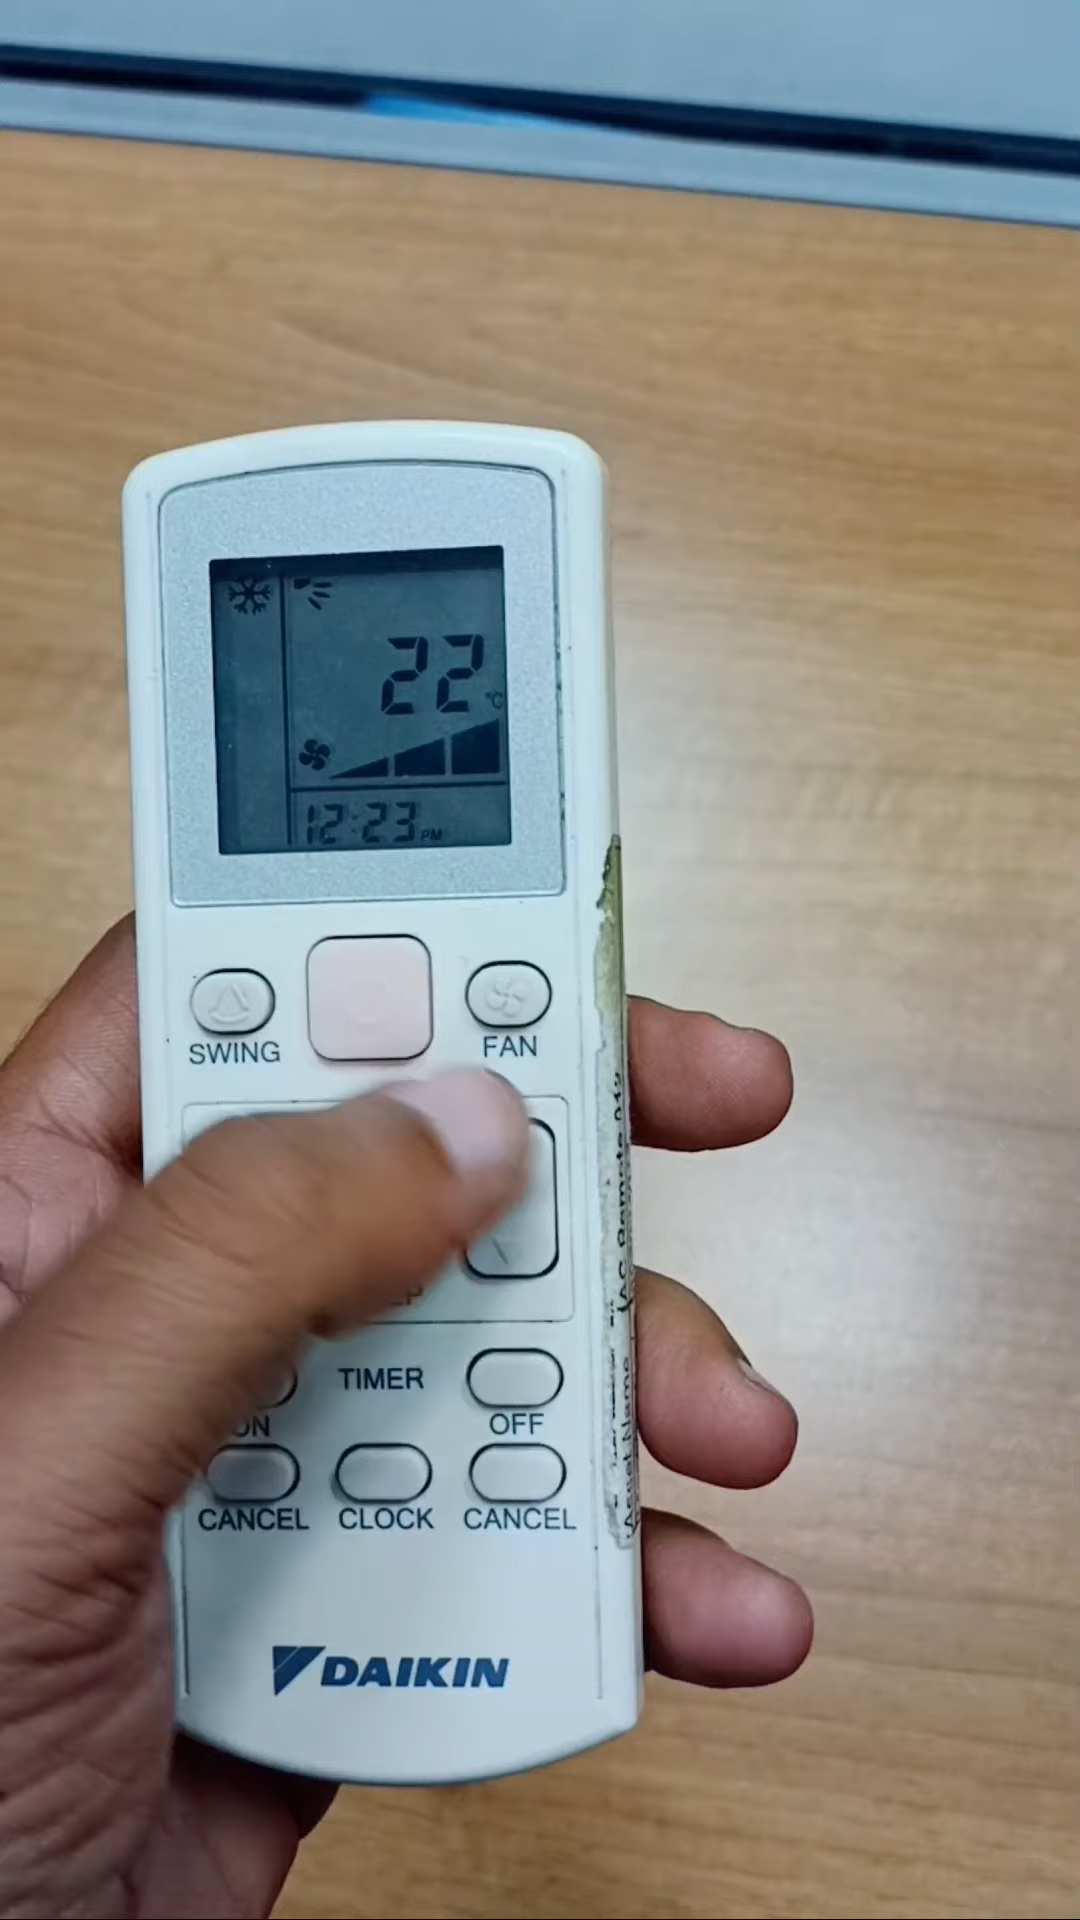 22
°C
12:23 PM
SWING
FAN
TIMER
ON
OFF
CANCEL
CLOCK
CANCEL
DAIKIN
AC Remote
Asset Name